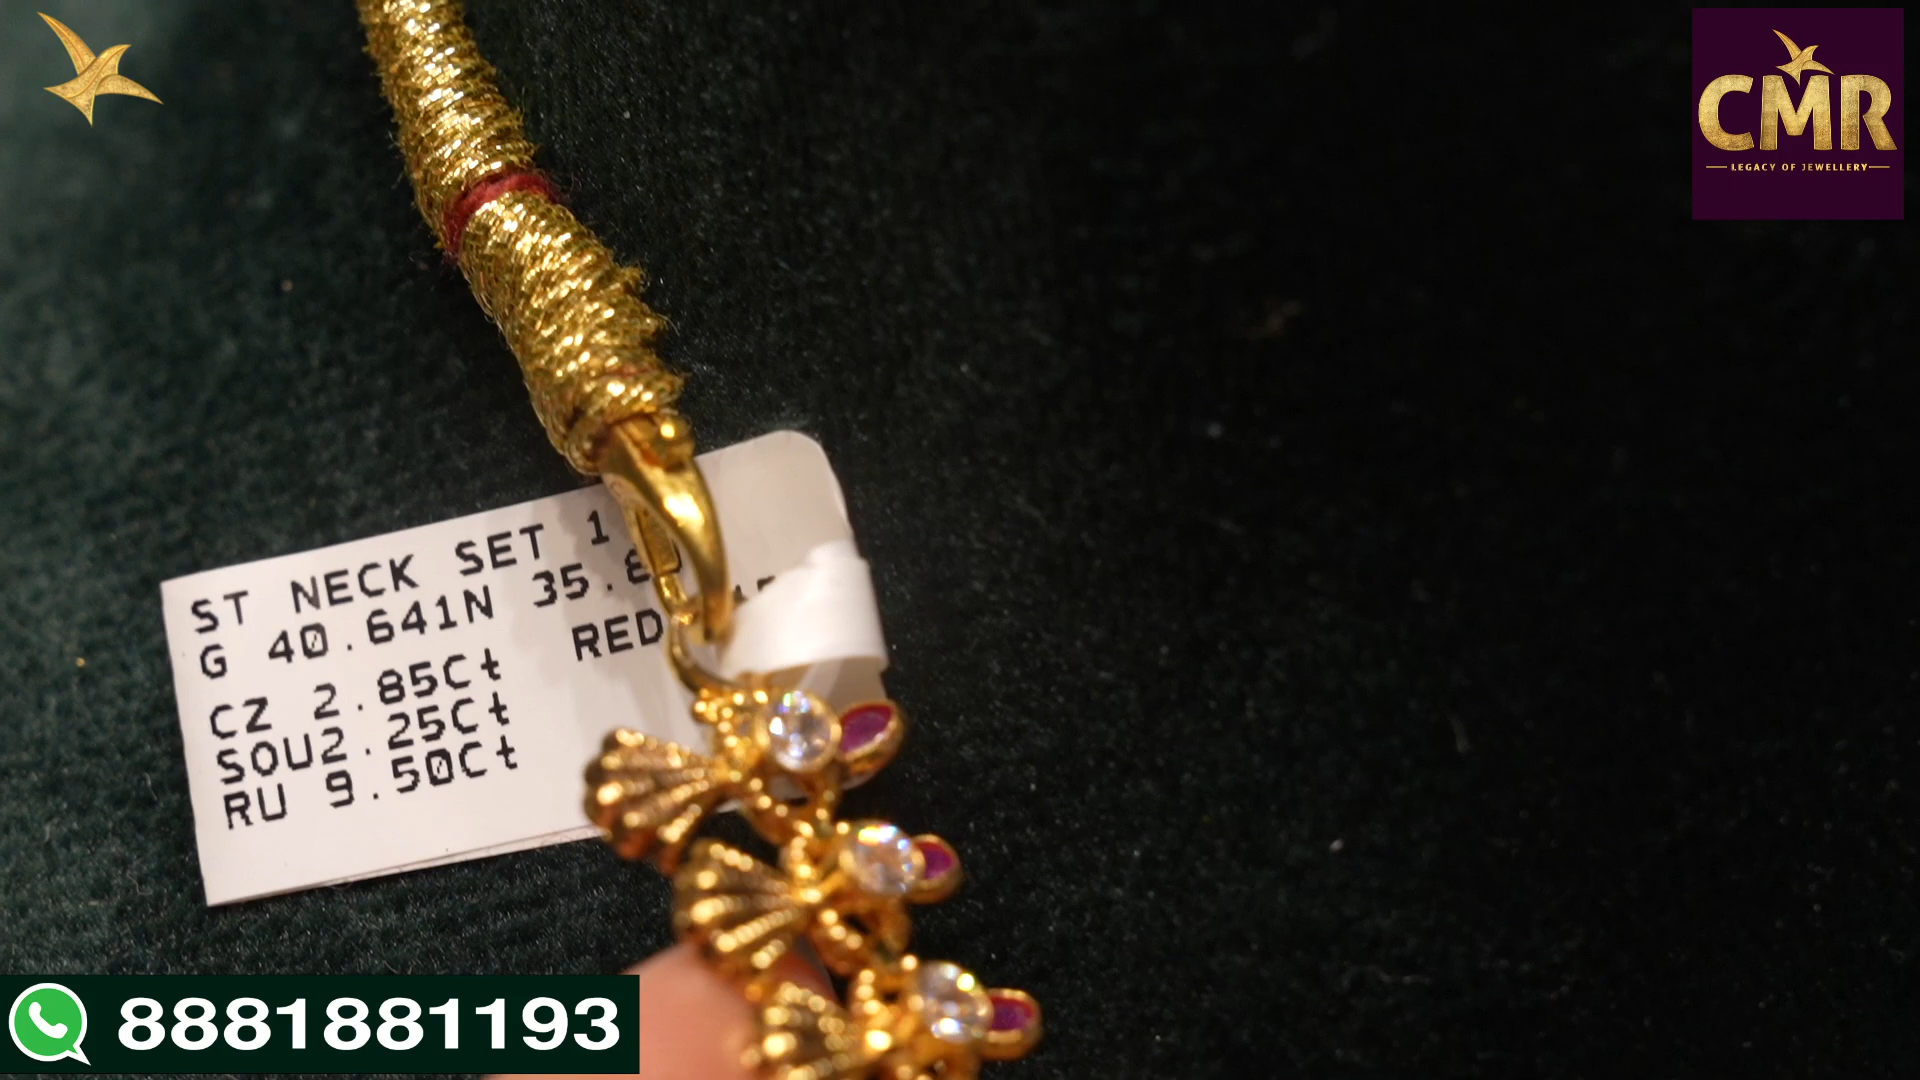 CMR
LEGACY OF JEWELLERY
ST NECK SET 1
G 40.641N 35.8
RED
CZ 2.85Ct
SOU2.25Ct
RU 9.50Ct
8881881193